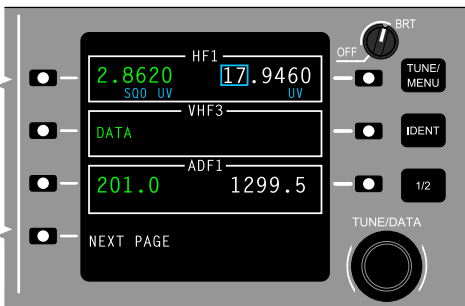 BRT
OFF
HF1
2.8620 17.9460
SQO UV UV
TUNE/
MENU
VHF3
DATA
IDENT
ADF1
201.0 1299.5
1/2
TUNE/DATA
NEXT PAGE